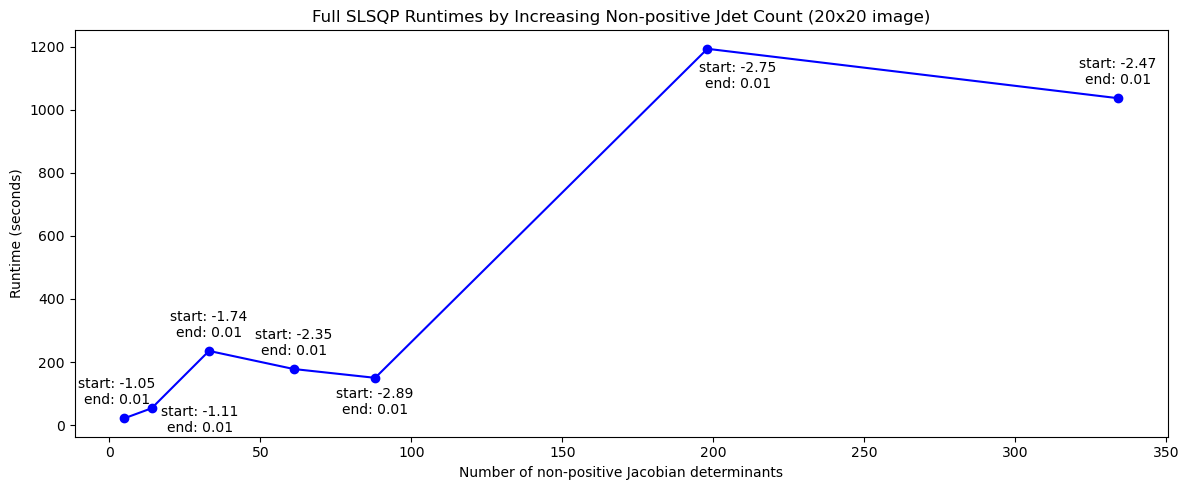 Full SLSQP Runtimes by Increasing Non-positive Jdet Count (20x20 image)
Runtime (seconds)
1200
1000
800
600
400
200
0
start: -1.05
end: 0.01
start: -1.11
end: 0.01
start: -1.74
end: 0.01
start: -2.35
end: 0.01
start: -2.89
end: 0.01
start: -2.75
end: 0.01
start: -2.47
end: 0.01
0 50 100 150 200 250 300 350
Number of non-positive Jacobian determinants